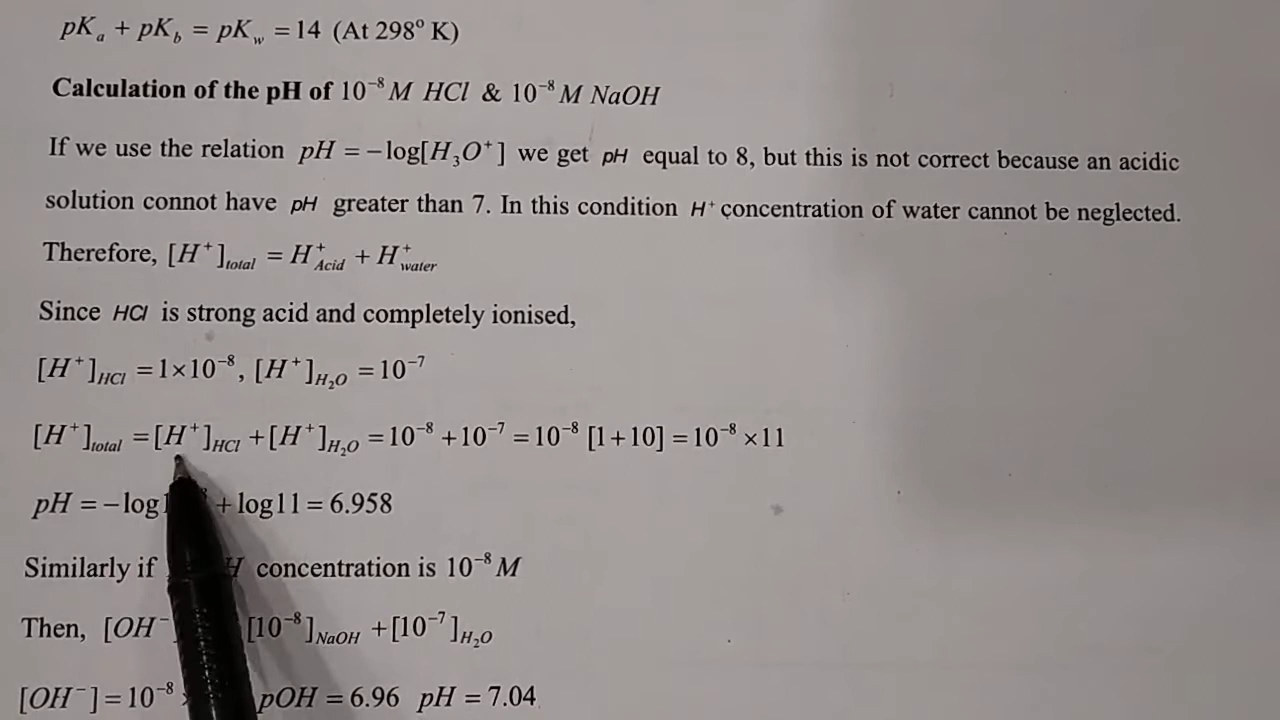 pKₐ + pK_b = pK_w = 14 (At 298° K)
Calculation of the pH of 10⁻⁸ M HCl & 10⁻⁸ M NaOH
If we use the relation pH = −log[H₃O⁺] we get pH equal to 8, but this is not correct because an acidic
solution connot have pH greater than 7. In this condition H⁺ concentration of water cannot be neglected.
Therefore, [H⁺]_total = H⁺_Acid + H⁺_water
Since HCl is strong acid and completely ionised,
[H⁺]_HCl = 1×10⁻⁸, [H⁺]_H₂O = 10⁻⁷
[H⁺]_total = [H⁺]_HCl + [H⁺]_H₂O = 10⁻⁸ + 10⁻⁷ = 10⁻⁸ [1+10] = 10⁻⁸ ×11
pH = −log + log11 = 6.958
Similarly if concentration is 10⁻⁸ M
Then, [OH⁻] [10⁻⁸]_NaOH + [10⁻⁷]_H₂O
[OH⁻] = 10⁻⁸ pOH = 6.96 pH = 7.04